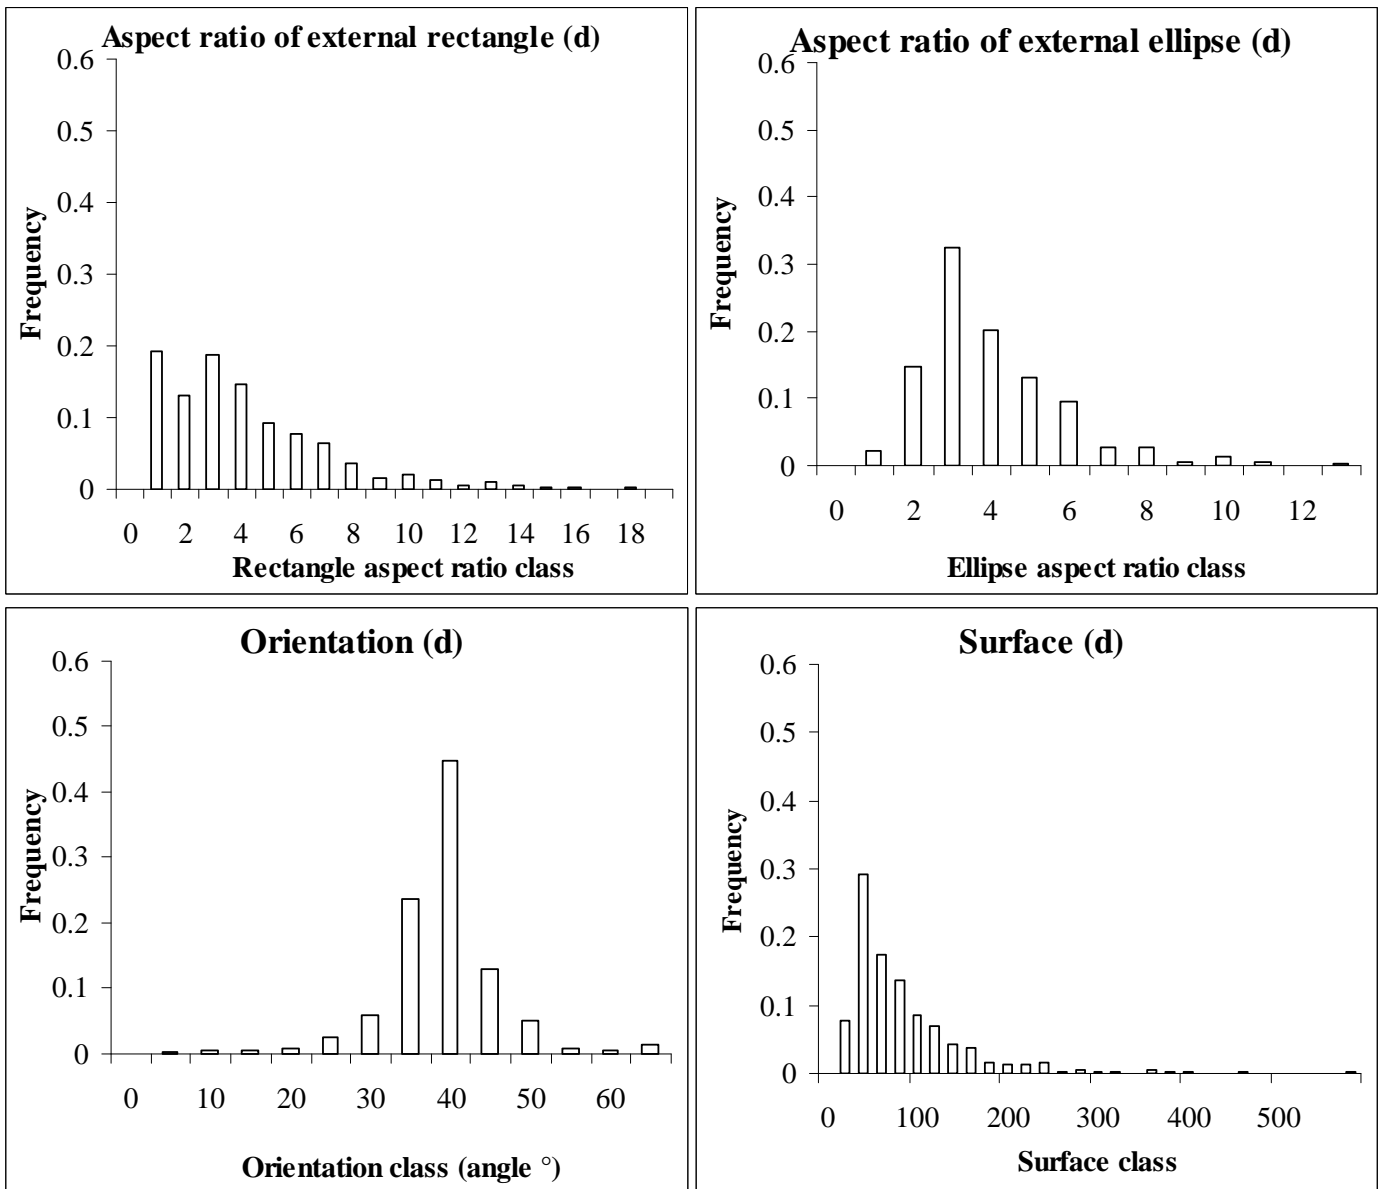 Aspect ratio of external rectangle (d)
0.6
0.5
0.4
0.3
0.2
0.1
0
Frequency
0 2 4 6 8 10 12 14 16 18
Rectangle aspect ratio class
Aspect ratio of external ellipse (d)
0.6
0.5
0.4
0.3
0.2
0.1
0
Frequency
0 2 4 6 8 10 12
Ellipse aspect ratio class
Orientation (d)
0.6
0.5
0.4
0.3
0.2
0.1
0
Frequency
0 10 20 30 40 50 60
Orientation class (angle °)
Surface (d)
0.6
0.5
0.4
0.3
0.2
0.1
0
Frequency
0 100 200 300 400 500
Surface class